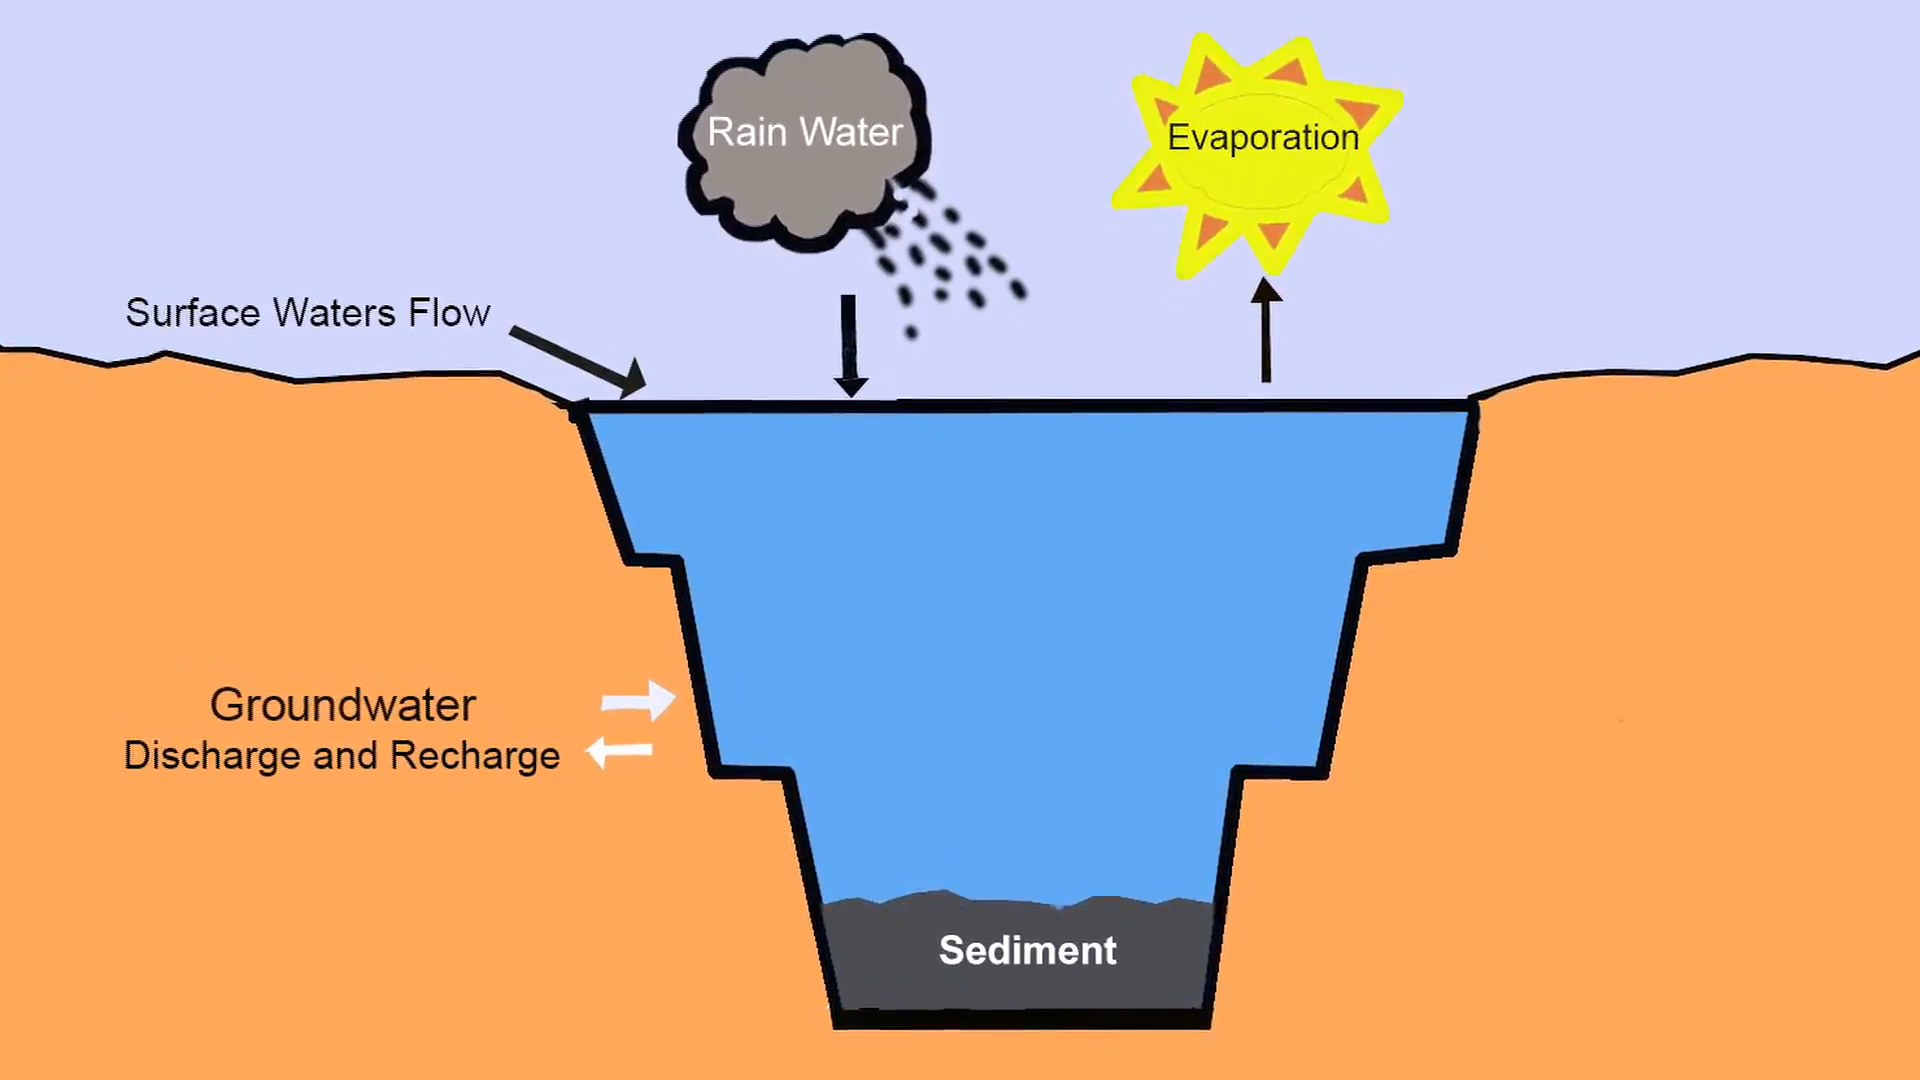 Rain Water
Evaporation
Surface Waters Flow
Groundwater
Discharge and Recharge
Sediment